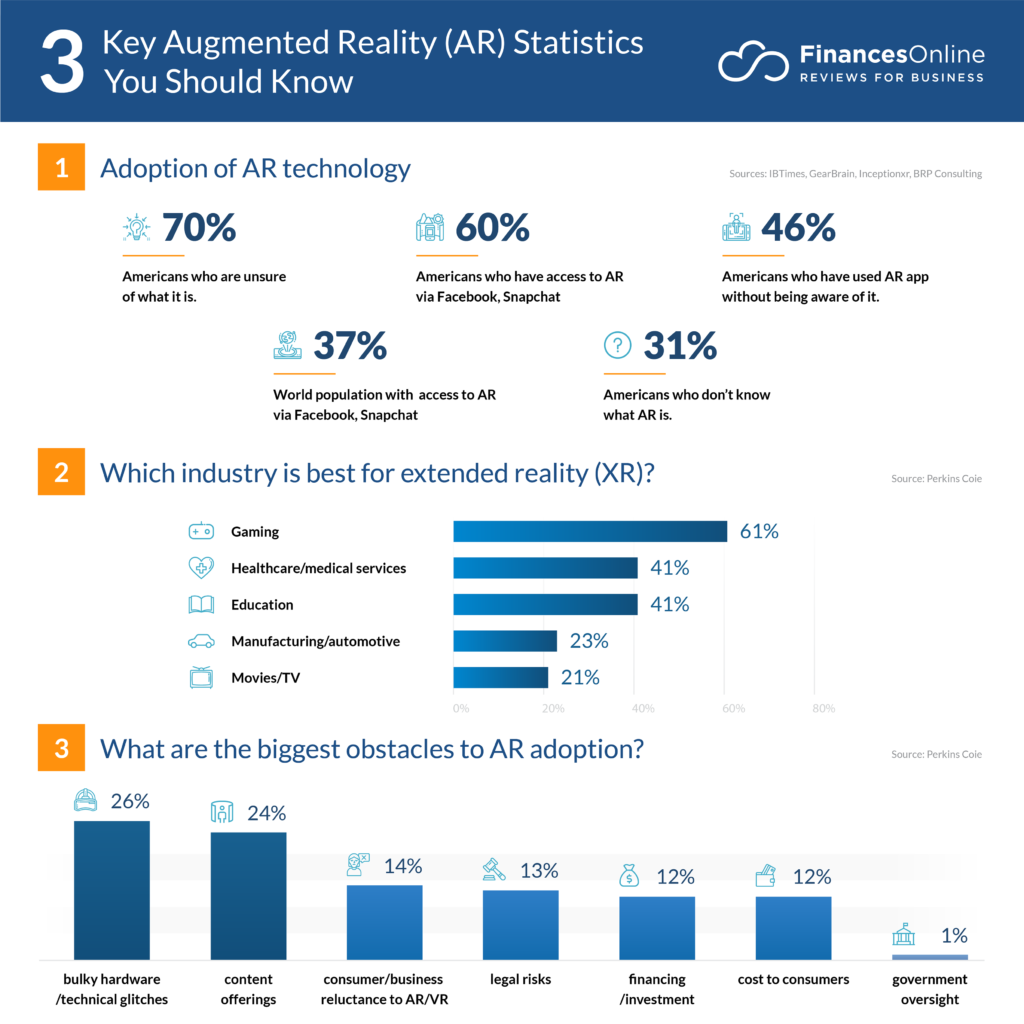 3
Key Augmented Reality (AR) Statistics
You Should Know
FinancesOnline
REVIEWS FOR BUSINESS
1
Adoption of AR technology
Sources: IBTimes, GearBrain, Inceptionxr, BRP Consulting
70%
Americans who are unsure
of what it is.
60%
Americans who have access to AR
via Facebook, Snapchat
46%
Americans who have used AR app
without being aware of it.
37%
World population with access to AR
via Facebook, Snapchat
?
31%
Americans who don't know
what AR is.
2
Which industry is best for extended reality (XR)?
Source: Perkins Coie
Gaming
61%
Healthcare/medical services
41%
Education
41%
Manufacturing/automotive
23%
Movies/TV
21%
0%
20%
40%
60%
80%
3
What are the biggest obstacles to AR adoption?
Source: Perkins Coie
26%
24%
14%
13%
$
12%
12%
1%
bulky hardware
/technical glitches
content
offerings
consumer/business
reluctance to AR/VR
legal risks
financing
/investment
cost to consumers
government
oversight